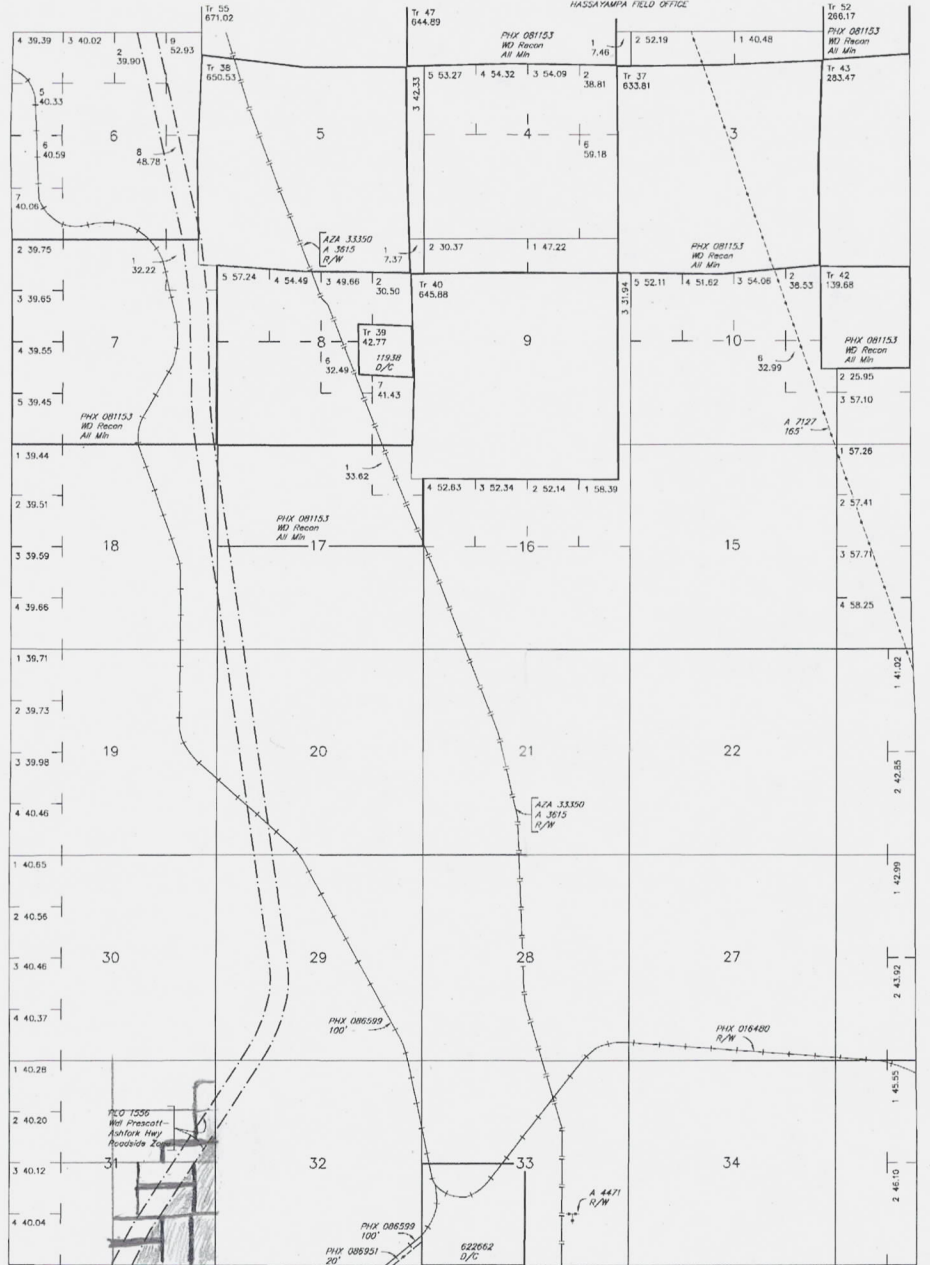 HASSAYAMPA FIELD OFFICE
Tr 55
671.02
Tr 47
644.89
Tr 52
266.17
4 39.39
3 40.02
2
39.90
9
52.93
PHX 081153
WD Recon
All Min
1
7.46
2 52.19
1 40.48
PHX 081153
WD Recon
All Min
Tr 38
650.53
5 53.27
4 54.32
3 54.09
2
38.81
Tr 37
633.81
Tr 43
283.47
3 42.33
5
40.33
6
5
4
3
6
40.59
8
48.78
6
59.18
7
40.06
2 39.75
1
32.22
AZA 33350
A 3615
R/W
1
7.37
2 30.37
1 47.22
PHX 081153
WD Recon
All Min
5 57.24
4 54.49
3 49.66
2
30.50
Tr 40
645.88
3 31.94
5 52.11
4 51.62
3 54.06
2
38.53
Tr 42
139.68
3 39.65
Tr 39
42.77
11938
D/C
7
8
9
10
4 39.55
6
32.49
6
32.99
PHX 081153
WD Recon
All Min
7
41.43
2 25.95
5 39.45
3 57.10
PHX 081153
WD Recon
All Min
A 7127
165'
1 39.44
1
33.62
1 57.26
2 39.51
4 52.63
3 52.34
2 52.14
1 58.39
2 57.41
PHX 081153
WD Recon
All Min
18
17
16
15
3 39.59
3 57.71
4 39.66
4 58.25
1 39.71
1 41.02
2 39.73
19
20
21
22
3 39.98
2 42.85
4 40.46
AZA 33350
A 3615
R/W
1 40.65
1 42.99
2 40.56
30
29
28
27
3 40.46
2 43.92
4 40.37
PHX 086599
100'
PHX 016480
R/W
1 40.28
1 45.55
2 40.20
PLO 1556
Wdl Prescott-
Ashfork Hwy
Roadside Zone
31
32
33
34
3 40.12
2 46.10
4 40.04
A 4471
R/W
PHX 086599
100'
PHX 086951
20'
622662
D/C